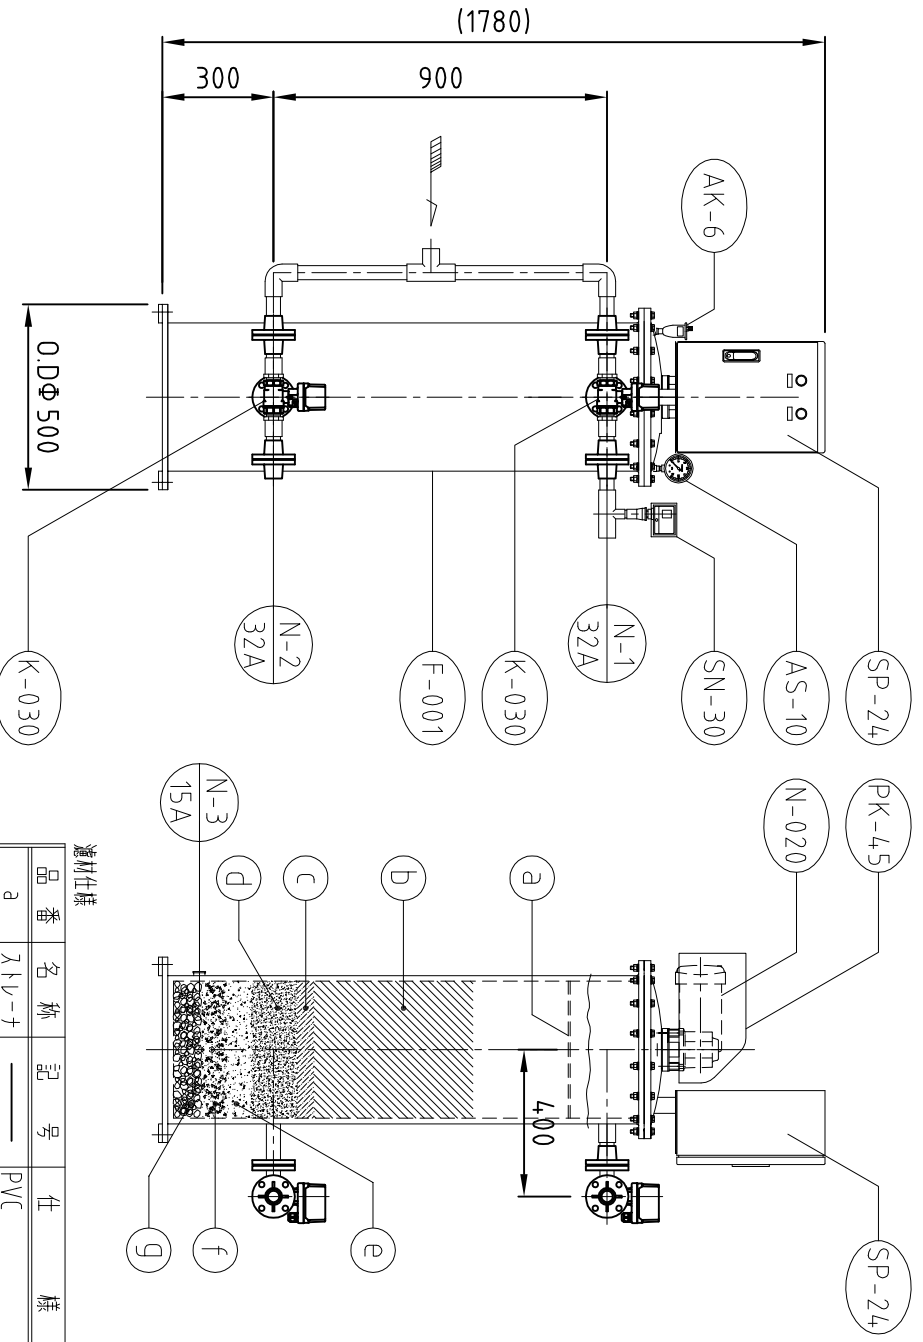 (1780)
300
900
AK-6
O.DΦ500
K-030
N-2
32A
F-001
K-030
N-1
32A
SN-30
AS-10
SP-24
PK-45
N-020
N-3
15A
d
c
b
a
400
g
f
e
SP-24
濾材仕様
品番 名称 記号 仕様
a ストレーナ PVC